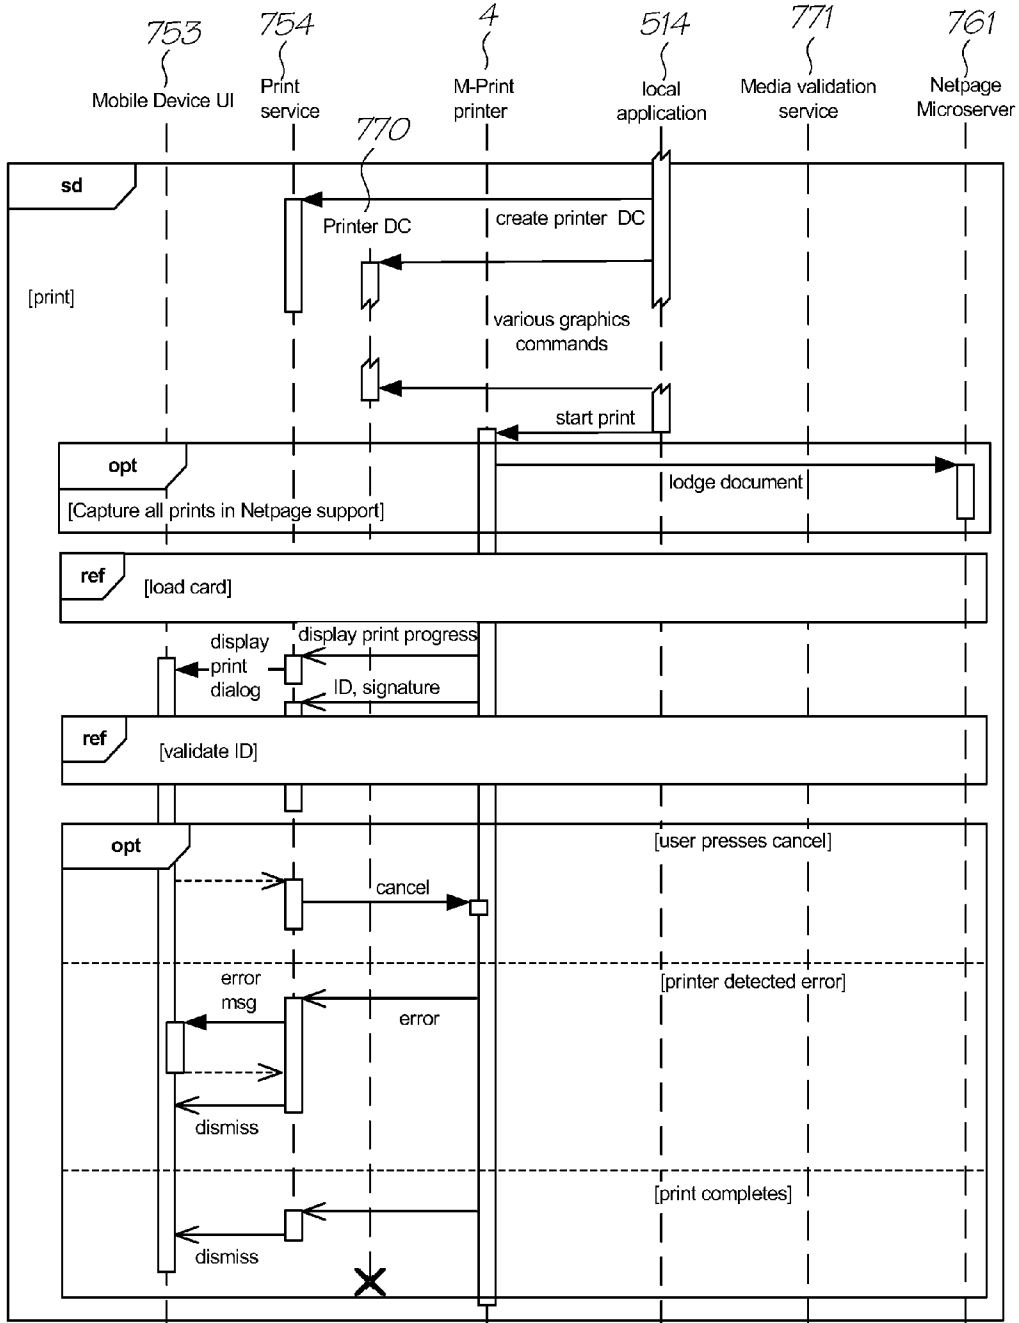 753 754 4 514 771 761
Mobile Device UI
Print
service
M-Print
printer
local
application
Media validation
service
Netpage
Microserver
770
sd
Printer DC
create printer DC
[print]
various graphics
commands
start print
opt
lodge document
[Capture all prints in Netpage support]
ref
[load card]
display print progress
display
print
dialog
ID, signature
ref
[validate ID]
opt
[user presses cancel]
cancel
[printer detected error]
error
msg
error
dismiss
[print completes]
dismiss